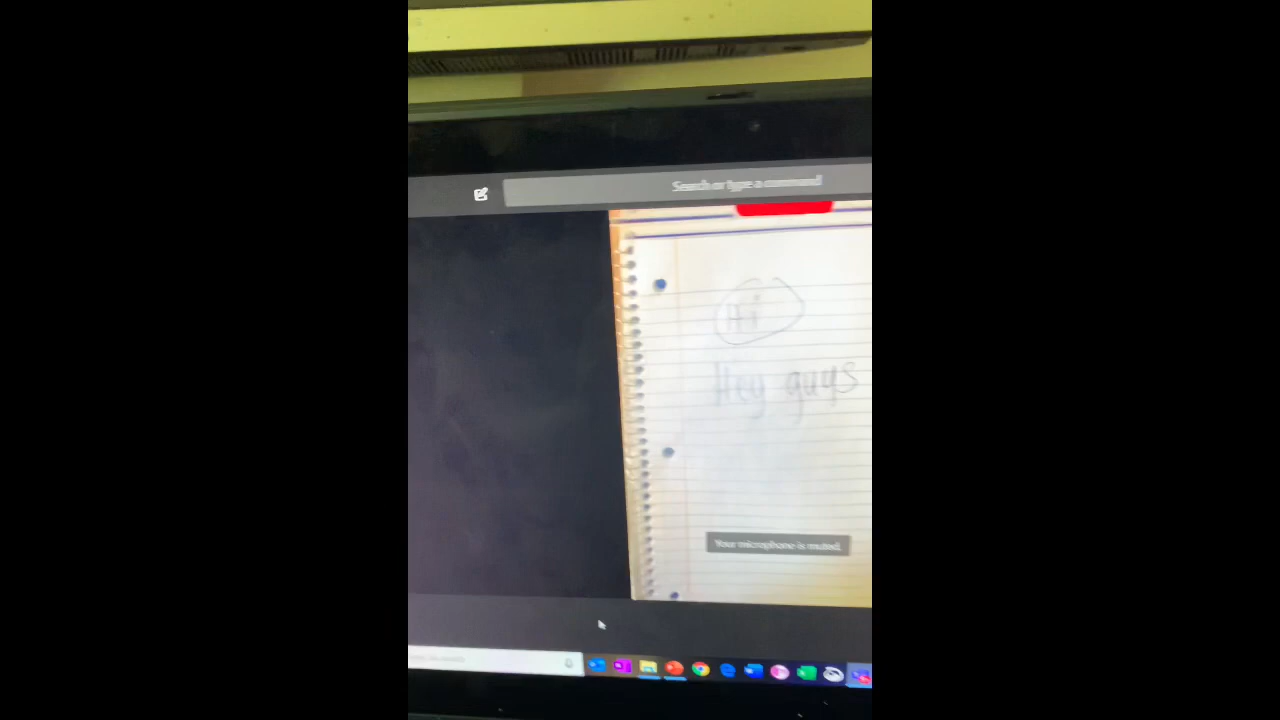 Search or type a command
Hi
Hey guys
Your microphone is muted.